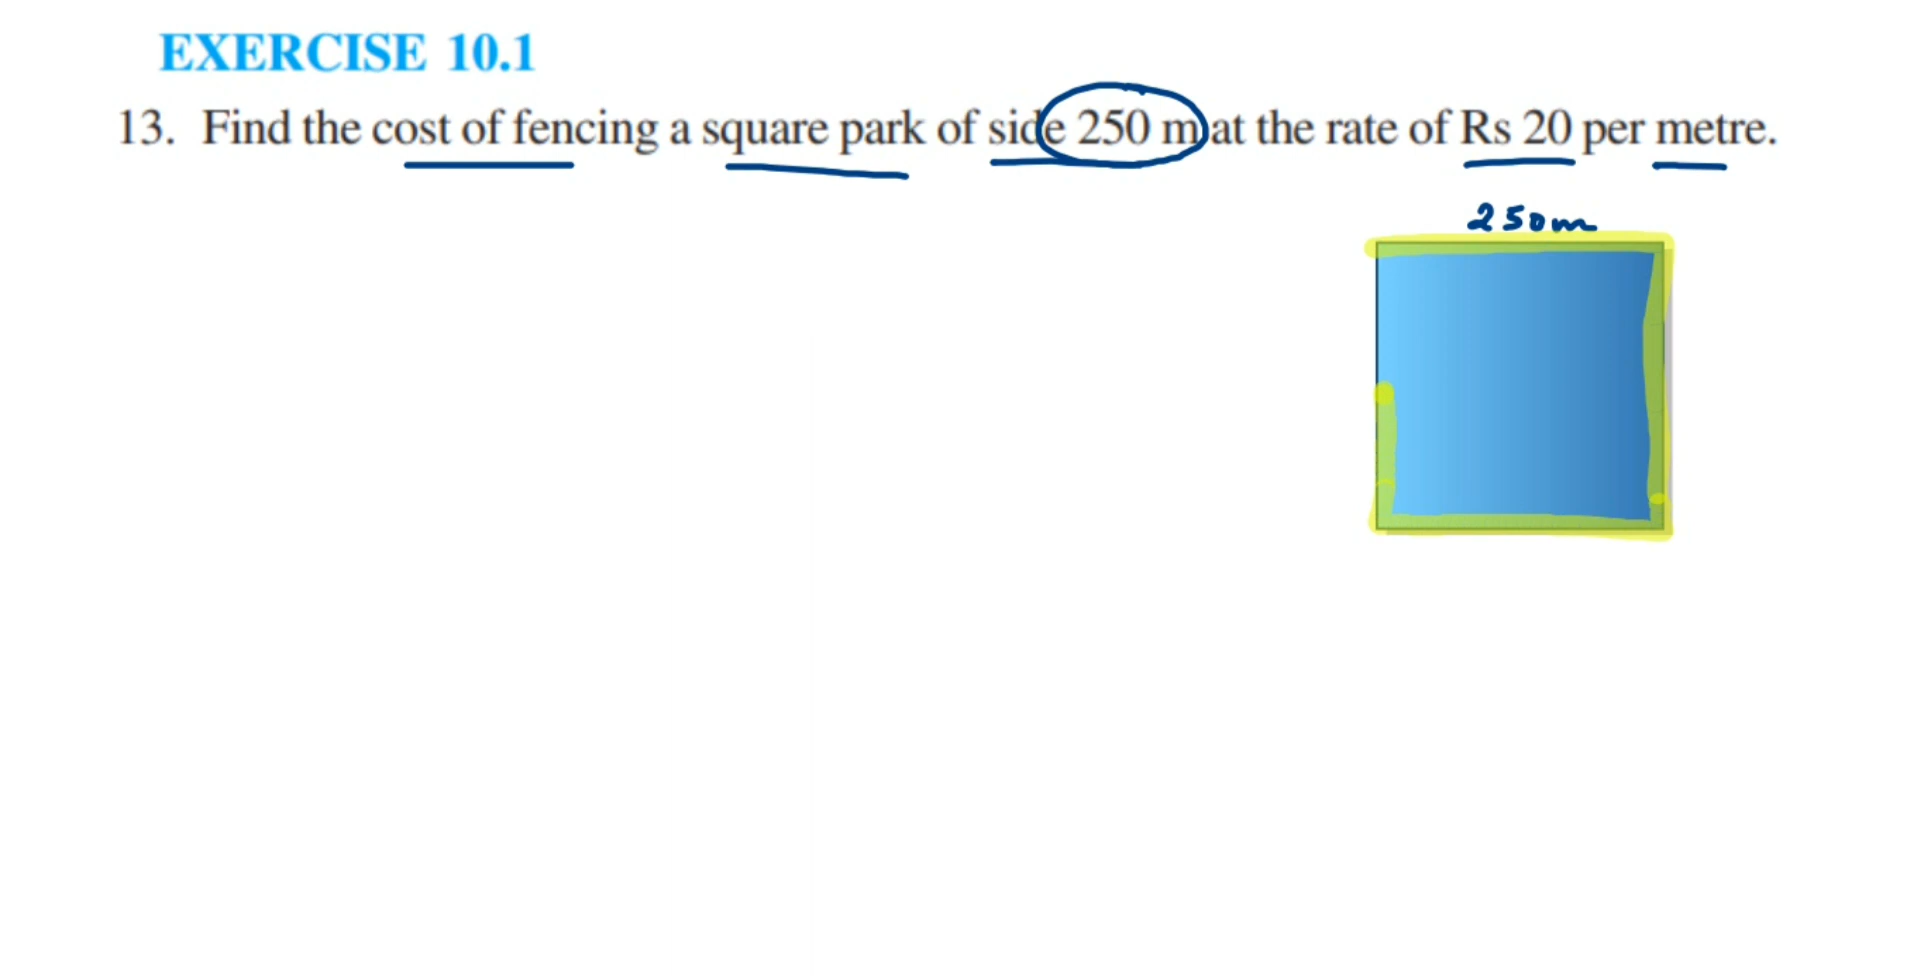 EXERCISE 10.1
13. Find the cost of fencing a square park of side 250 m at the rate of Rs 20 per metre.
250m